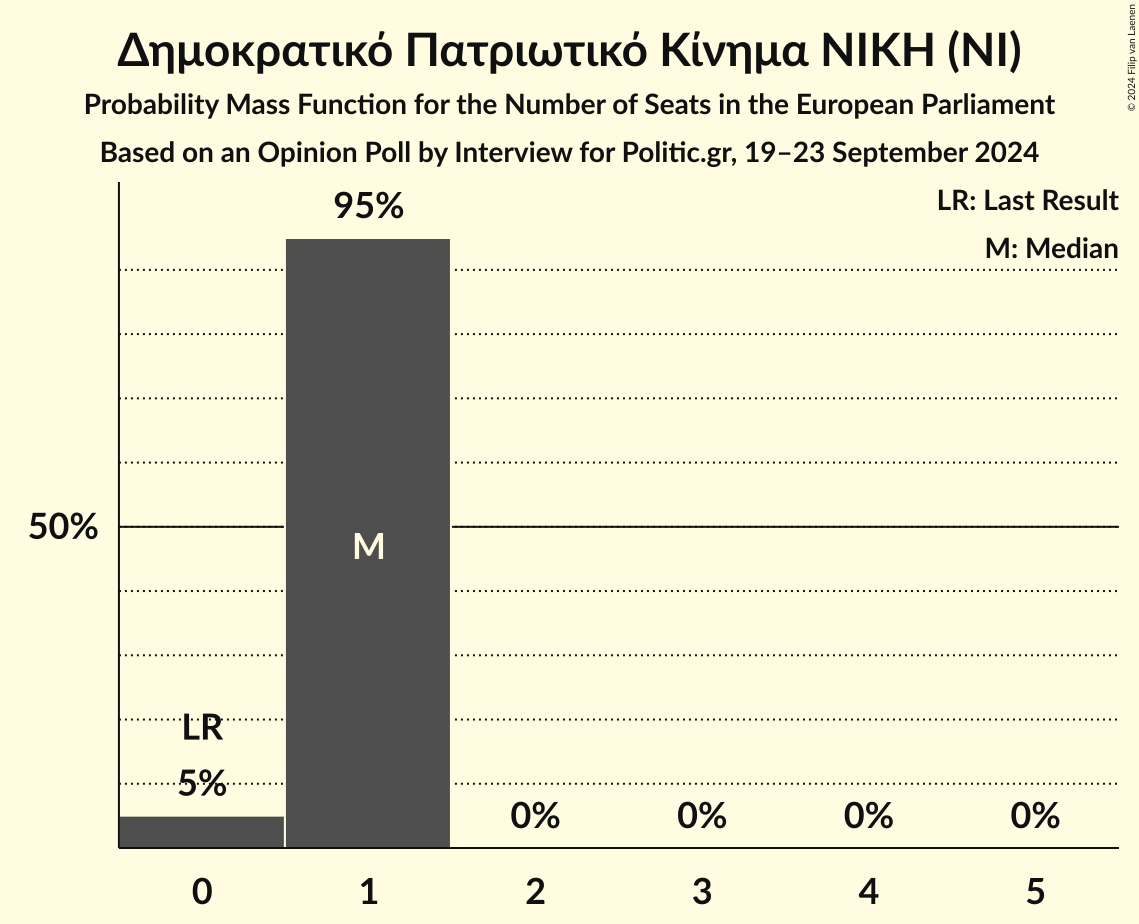 Δημοκρατικό Πατριωτικό Κίνημα ΝΙΚΗ (NI)
Probability Mass Function for the Number of Seats in the European Parliament
Based on an Opinion Poll by Interview for Politic.gr, 19–23 September 2024
© 2024 Filip van Laenen
LR: Last Result
M: Median
95%
50%
M
LR
5%
0% 0% 0% 0%
0 1 2 3 4 5